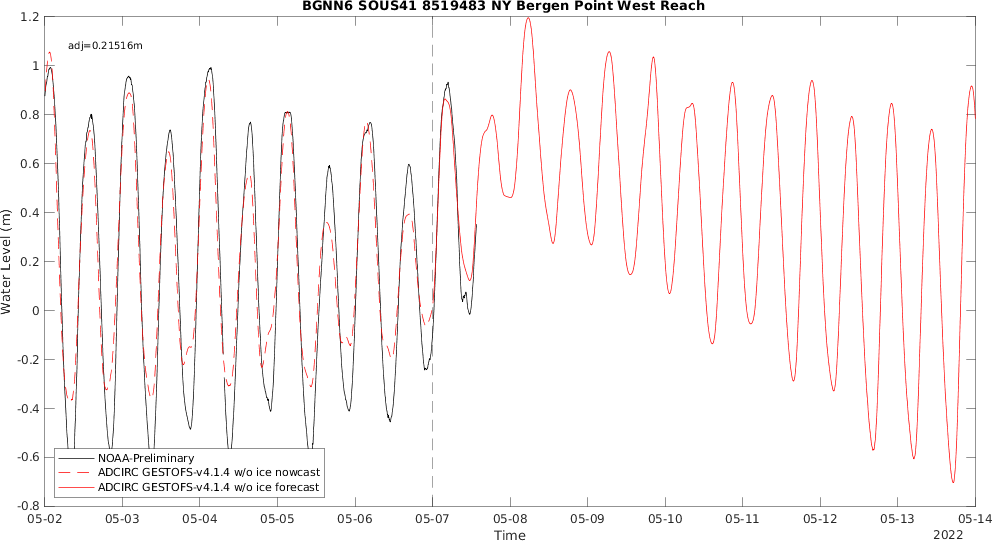 BGNN6 SOUS41 8519483 NY Bergen Point West Reach
adj=0.21516m
1.2
1
0.8
0.6
0.4
0.2
0
-0.2
-0.4
-0.6
-0.8
Water Level (m)
NOAA-Preliminary
ADCIRC GESTOFS-v4.1.4 w/o ice nowcast
ADCIRC GESTOFS-v4.1.4 w/o ice forecast
05-02 05-03 05-04 05-05 05-06 05-07 05-08 05-09 05-10 05-11 05-12 05-13 05-14
Time
2022